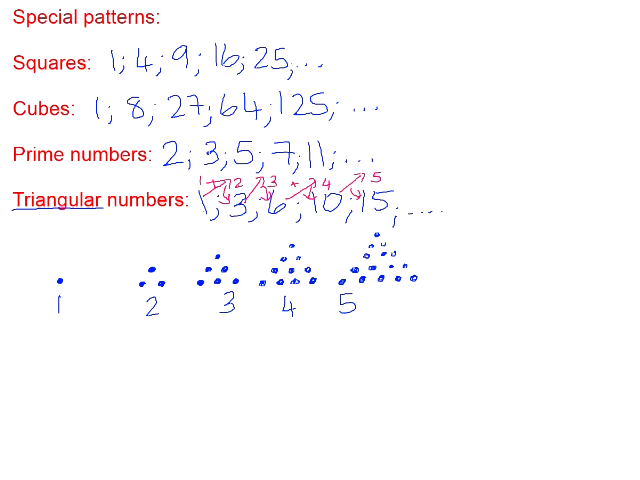 Special patterns:
Squares: 1; 4; 9; 16; 25; ...
Cubes: 1; 8; 27; 64; 125; ...
Prime numbers: 2; 3; 5; 7; 11; ...
1 + 2 3 + 4 5
Triangular numbers: 1; 3; 6; 10; 15; ....
1 2 3 4 5